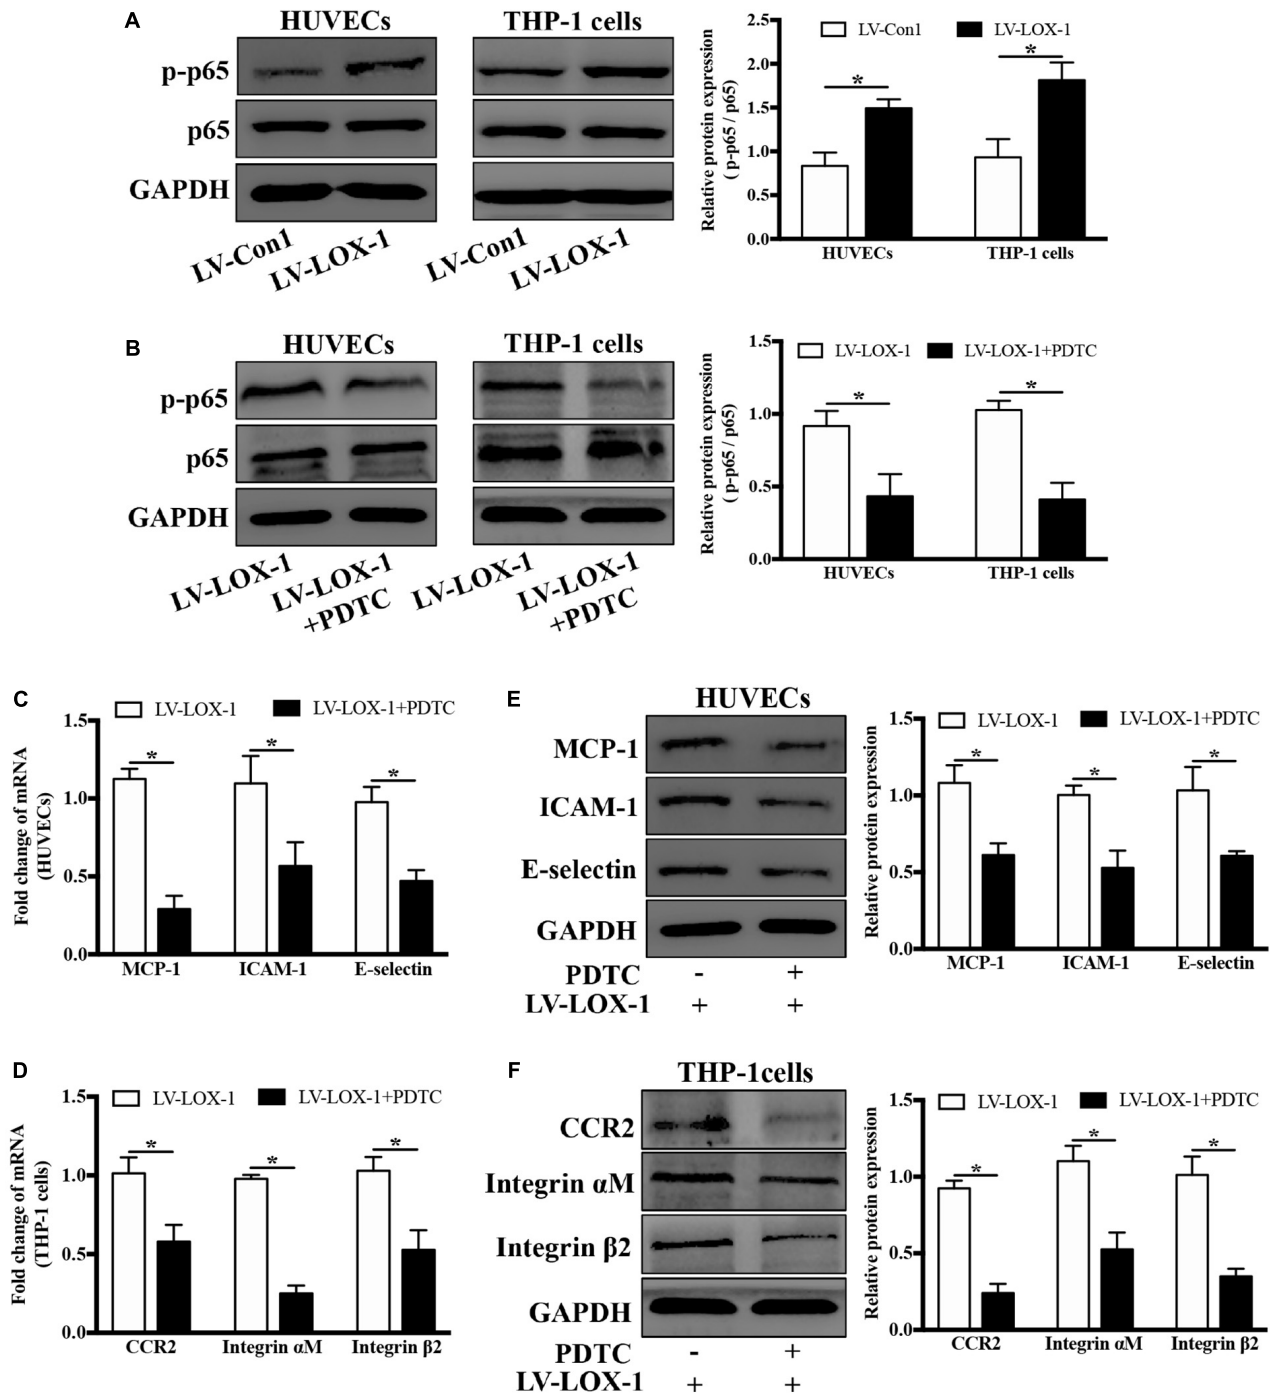 A
HUVECs
THP-1 cells
p-p65
p65
GAPDH
LV-Con1
LV-LOX-1
LV-Con1
LV-LOX-1
Relative protein expression
( p-p65 / p65)
2.5
2.0
1.5
1.0
0.5
0.0
LV-Con1
LV-LOX-1
*
*
HUVECs
THP-1 cells
B
HUVECs
THP-1 cells
p-p65
p65
GAPDH
LV-LOX-1
LV-LOX-1
+PDTC
LV-LOX-1
LV-LOX-1
+PDTC
Relative protein expression
( p-p65 / p65)
1.5
1.0
0.5
0.0
LV-LOX-1
LV-LOX-1+PDTC
*
*
HUVECs
THP-1 cells
C
Fold change of mRNA
(HUVECs)
1.5
1.0
0.5
0.0
LV-LOX-1
LV-LOX-1+PDTC
*
*
*
MCP-1
ICAM-1
E-selectin
E
HUVECs
MCP-1
ICAM-1
E-selectin
GAPDH
PDTC - +
LV-LOX-1 + +
Relative protein expression
1.5
1.0
0.5
0.0
LV-LOX-1
LV-LOX-1+PDTC
*
*
*
MCP-1
ICAM-1
E-selectin
D
Fold change of mRNA
(THP-1 cells)
1.5
1.0
0.5
0.0
LV-LOX-1
LV-LOX-1+PDTC
*
*
*
CCR2
Integrin αM
Integrin β2
F
THP-1cells
CCR2
Integrin αM
Integrin β2
GAPDH
PDTC - +
LV-LOX-1 + +
Relative protein expression
1.5
1.0
0.5
0.0
LV-LOX-1
LV-LOX-1+PDTC
*
*
*
CCR2
Integrin αM
Integrin β2